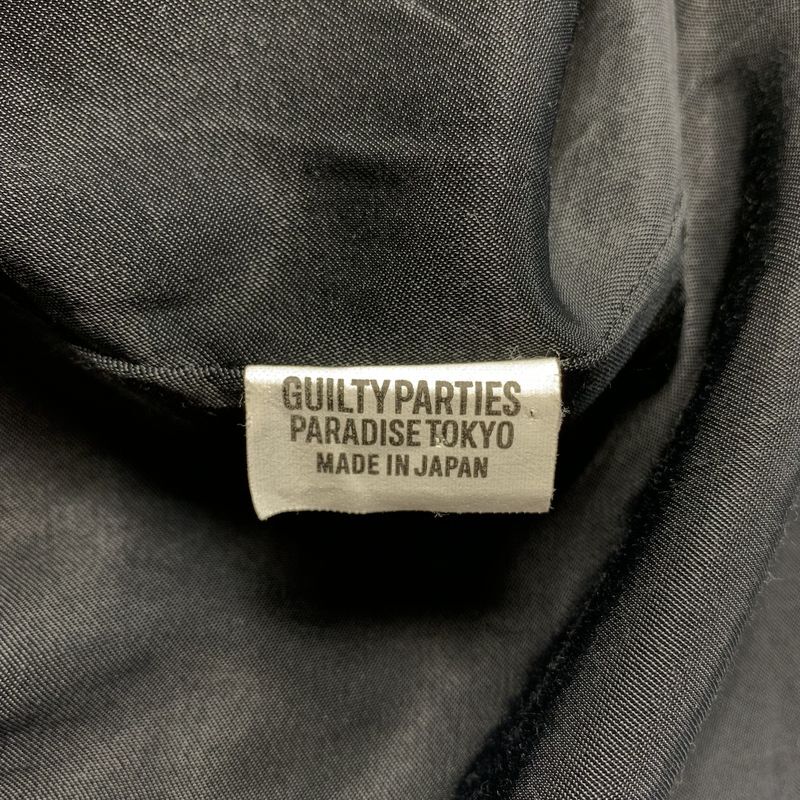 GUILTY PARTIES
PARADISE TOKYO
MADE IN JAPAN